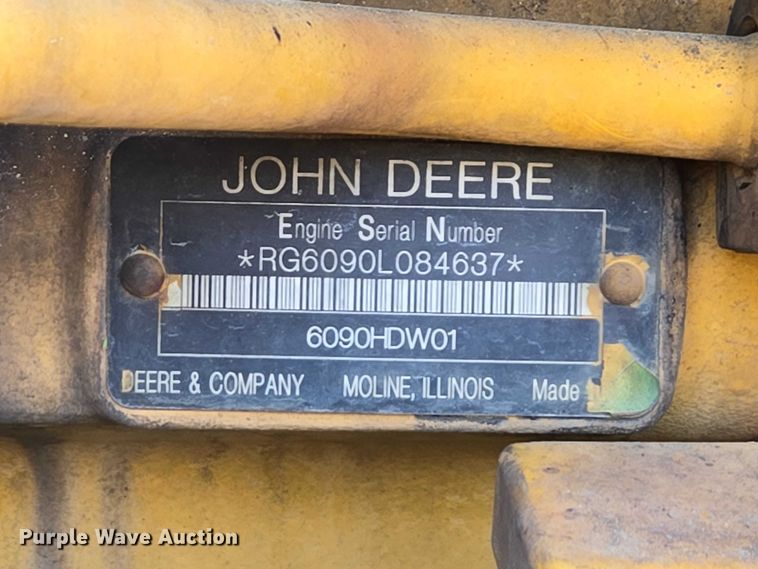 JOHN DEERE
Engine Serial Number
*RG6090L084637*
6090HDW01
DEERE & COMPANY MOLINE, ILLINOIS Made
Purple Wave Auction